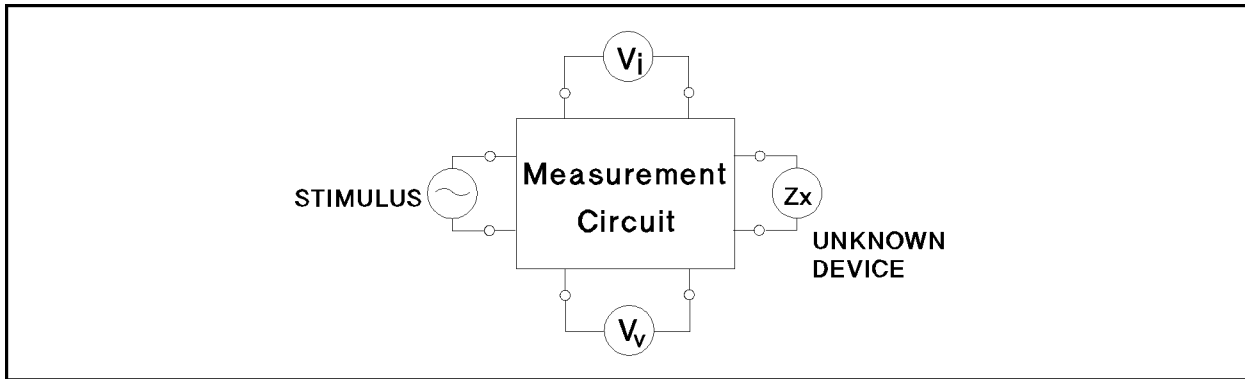 Vi
Measurement
Circuit
STIMULUS
Zx
UNKNOWN
DEVICE
Vv